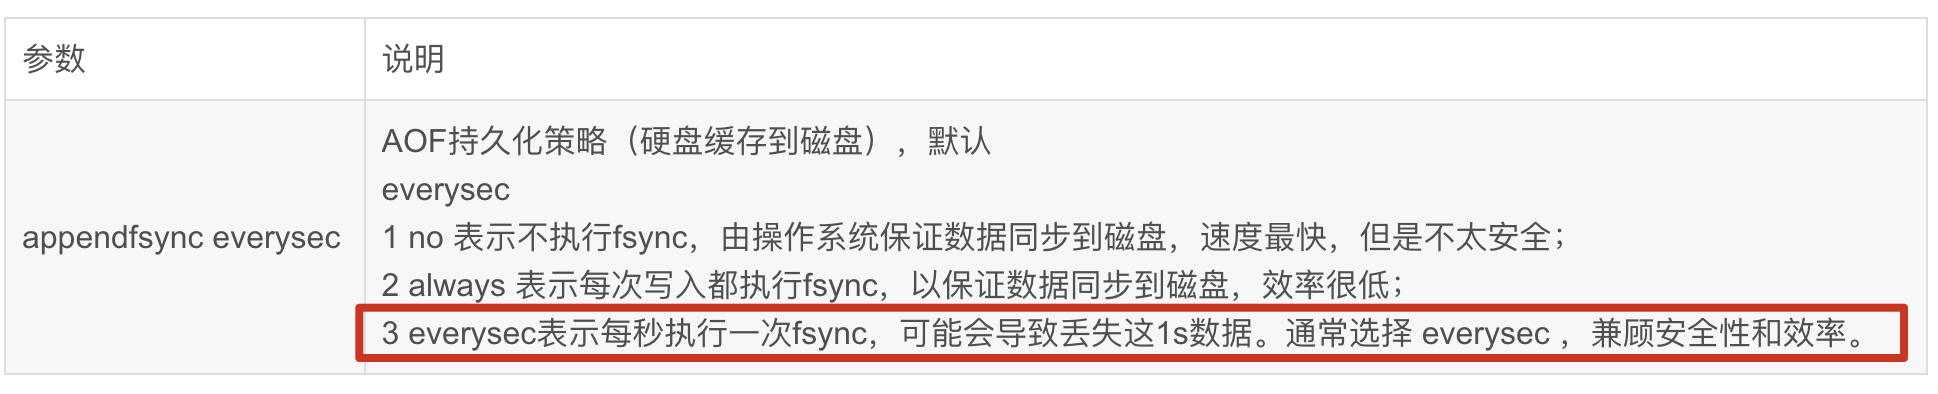 参数
说明
appendfsync everysec
AOF持久化策略（硬盘缓存到磁盘），默认
everysec
1 no 表示不执行fsync，由操作系统保证数据同步到磁盘，速度最快，但是不太安全；
2 always 表示每次写入都执行fsync，以保证数据同步到磁盘，效率很低；
3 everysec表示每秒执行一次fsync，可能会导致丢失这1s数据。通常选择 everysec ，兼顾安全性和效率。